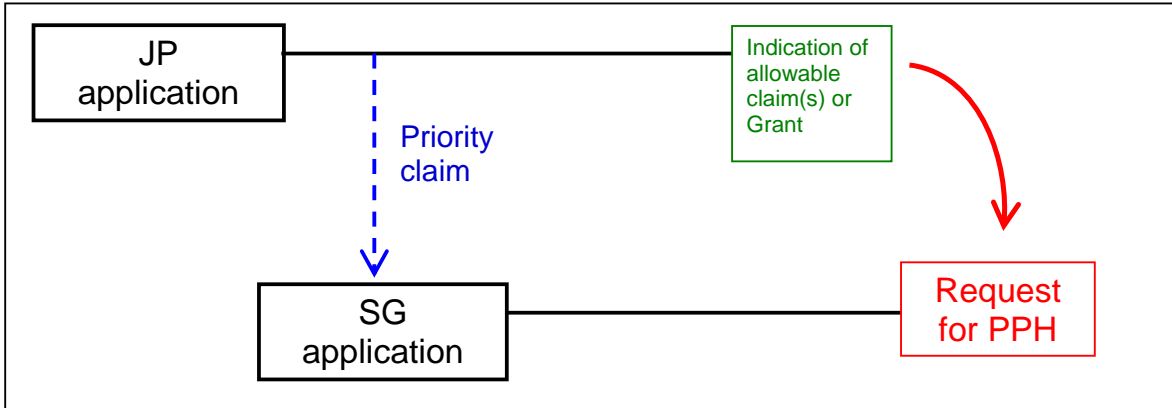 JP
application
Indication of
allowable
claim(s) or
Grant
Priority
claim
SG
application
Request
for PPH